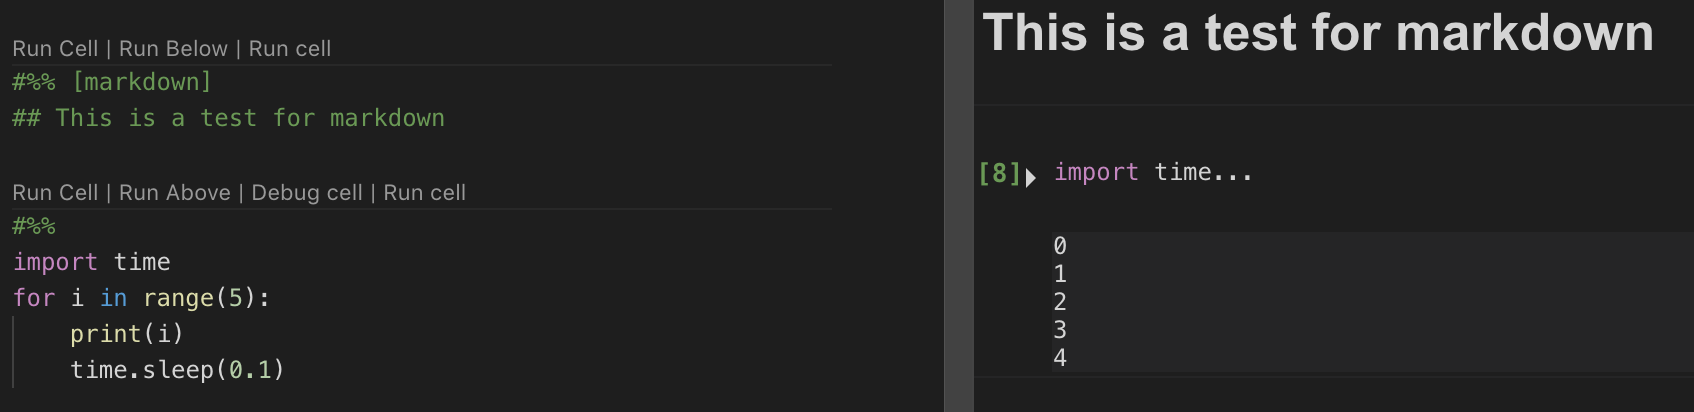 Run Cell | Run Below | Run cell
#%% [markdown]
## This is a test for markdown
Run Cell | Run Above | Debug cell | Run cell
#%%
import time
for i in range(5):
    print(i)
    time.sleep(0.1)
This is a test for markdown
[8] import time...
0
1
2
3
4